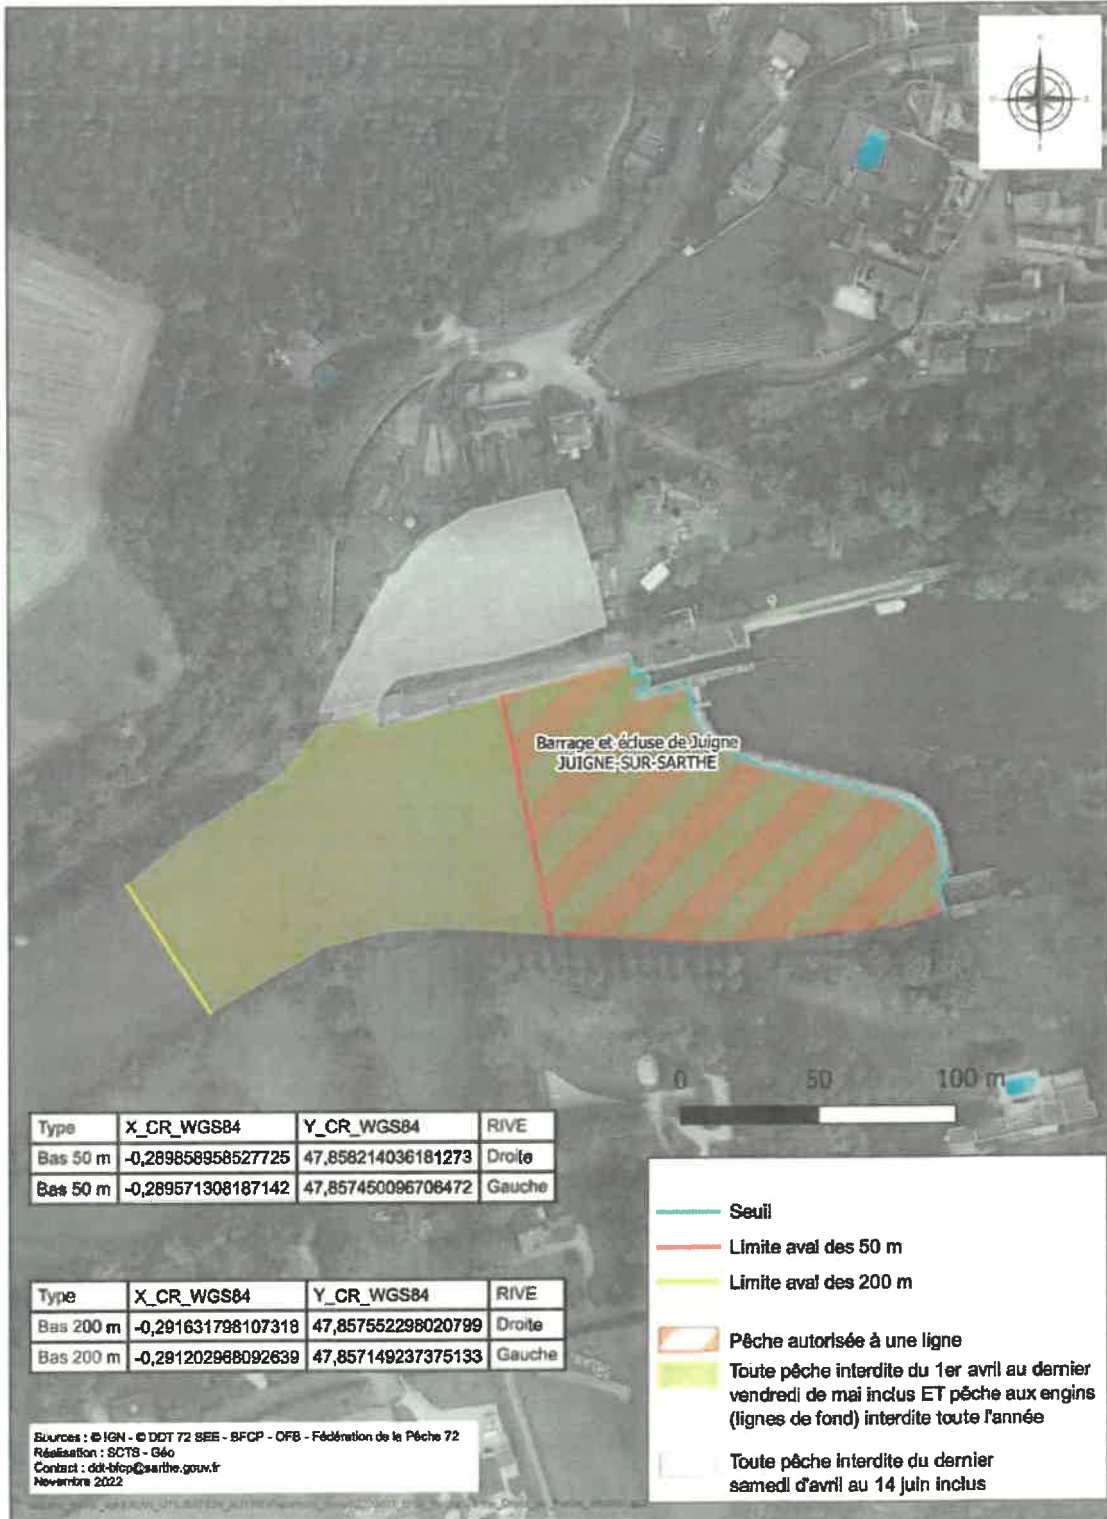 Barrage et écluse de Juigne
JUIGNE-SUR-SARTHE
0 50 100 m
Type X_CR_WGS84 Y_CR_WGS84 RIVE
Bas 50 m -0,289858958527725 47,858214036181273 Droite
Bas 50 m -0,289571308187142 47,857450096706472 Gauche
Type X_CR_WGS84 Y_CR_WGS84 RIVE
Bas 200 m -0,291631798107318 47,857552298020799 Droite
Bas 200 m -0,291202968092639 47,857149237375133 Gauche
Seuil
Limite aval des 50 m
Limite aval des 200 m
Pêche autorisée à une ligne
Toute pêche interdite du 1er avril au dernier
vendredi de mai inclus ET pêche aux engins
(lignes de fond) interdite toute l'année
Toute pêche interdite du dernier
samedi d'avril au 14 juin inclus
Sources : © IGN - © DDT 72 SEE - BFCP - OFB - Fédération de la Pêche 72
Réalisation : SCTS - Géo
Contact : ddt-bfcp@sarthe.gouv.fr
Novembre 2022